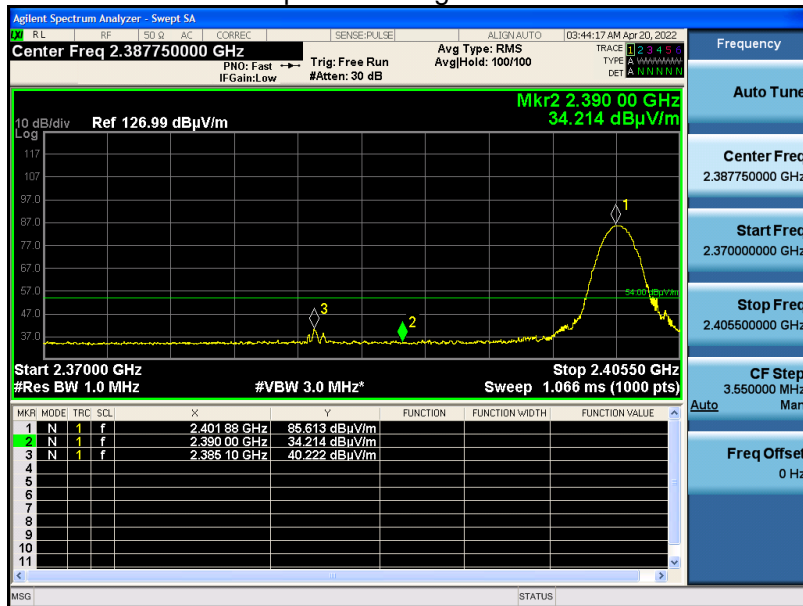 Agilent Spectrum Analyzer - Swept SA
LXI RL RF 50 Ω AC CORREC SENSE:PULSE ALIGN AUTO 03:44:17 AM Apr 20, 2022
Center Freq 2.387750000 GHz
PNO: Fast
IFGain:Low
Trig: Free Run
#Atten: 30 dB
Avg Type: RMS
Avg|Hold: 100/100
TRACE 1 2 3 4 5 6
TYPE A WWWWW
DET A N N N N N
Mkr2 2.390 00 GHz
34.214 dBµV/m
10 dB/div Ref 126.99 dBµV/m
Log
117
107
97.0
87.0
77.0
67.0
57.0
47.0
37.0
1
2
3
54.00 dBµV/m
Start 2.37000 GHz Stop 2.40550 GHz
#Res BW 1.0 MHz #VBW 3.0 MHz* Sweep 1.066 ms (1000 pts)
MKR MODE TRC SCL X Y FUNCTION FUNCTION WIDTH FUNCTION VALUE
1 N 1 f 2.401 88 GHz 85.613 dBµV/m
2 N 1 f 2.390 00 GHz 34.214 dBµV/m
3 N 1 f 2.385 10 GHz 40.222 dBµV/m
4
5
6
7
8
9
10
11
MSG STATUS
Frequency
Auto Tune
Center Freq
2.387750000 GHz
Start Freq
2.370000000 GHz
Stop Freq
2.405500000 GHz
CF Step
3.550000 MHz
Auto Man
Freq Offset
0 Hz